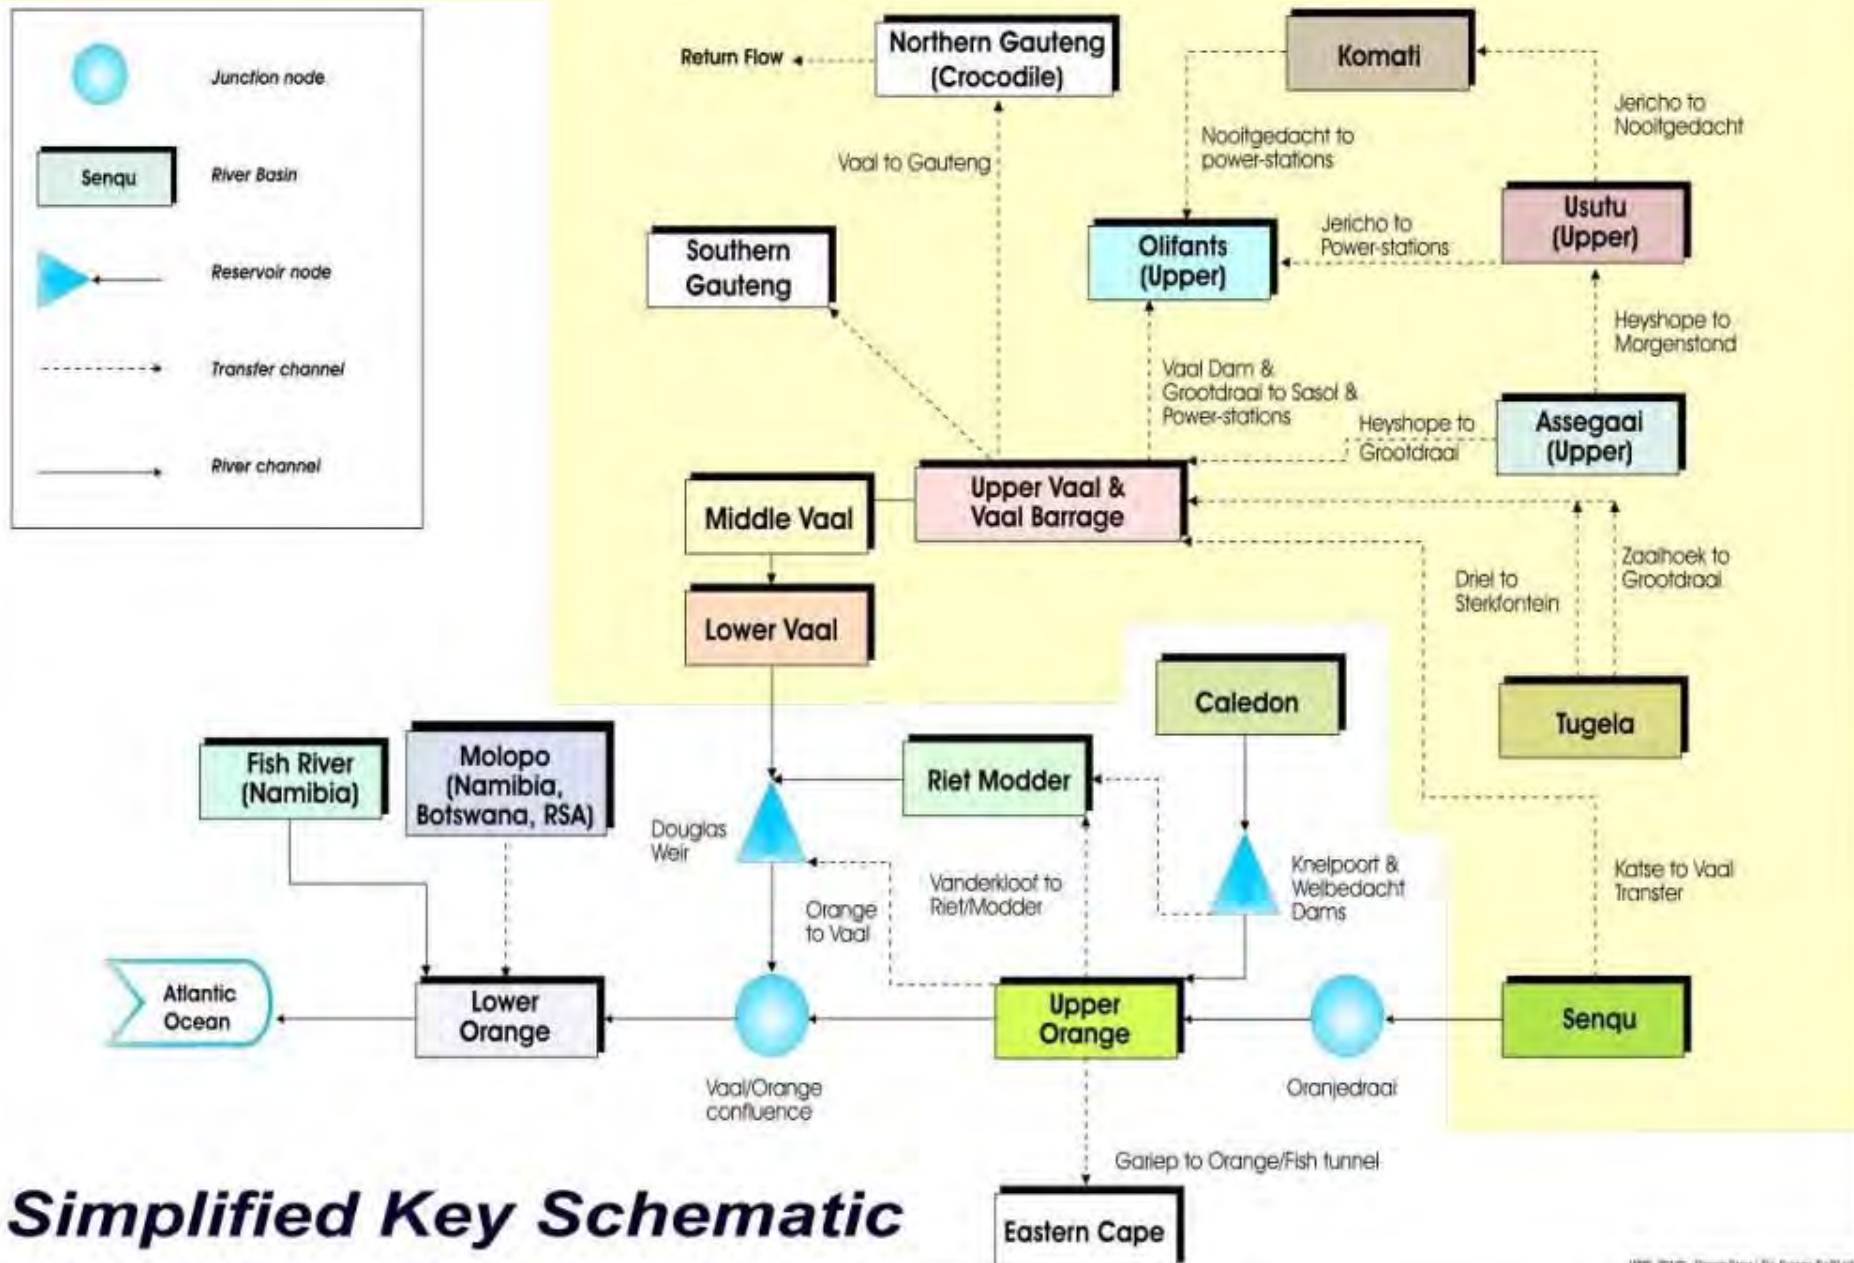 Junction node
Senqu
River Basin
Reservoir node
Transfer channel
River channel
Return Flow
Northern Gauteng
(Crocodile)
Komati
Jericho to
Nooitgedacht
Nooitgedacht to
power-stations
Vaal to Gauteng
Usutu
(Upper)
Southern
Gauteng
Olifants
(Upper)
Jericho to
Power-stations
Heyshope to
Morgenstond
Vaal Dam &
Grootdraai to Sasol &
Power-stations
Heyshope to
Grootdraai
Assegaai
(Upper)
Middle Vaal
Upper Vaal &
Vaal Barrage
Driel to
Sterkfontein
Zaaihoek to
Grootdraai
Lower Vaal
Caledon
Tugela
Fish River
(Namibia)
Molopo
(Namibia,
Botswana, RSA)
Riet Modder
Douglas
Weir
Vanderkloof to
Riet/Modder
Knelpoort &
Welbedacht
Dams
Katse to Vaal
Transter
Orange
to Vaal
Atlantic
Ocean
Lower
Orange
Upper
Orange
Senqu
Vaal/Orange
confluence
Oranjedraai
Gariep to Orange/Fish tunnel
Eastern Cape
Simplified Key Schematic